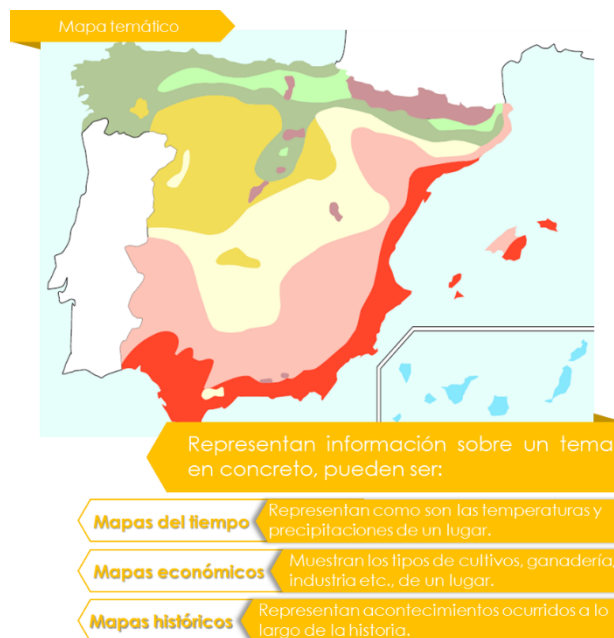 Mapa temático
Representan información sobre un tema
en concreto, pueden ser:
Mapas del tiempo
Representan como son las temperaturas y
precipitaciones de un lugar.
Mapas económicos
Muestran los tipos de cultivos, ganadería,
industria etc., de un lugar.
Mapas históricos
Representan acontecimientos ocurridos a lo
largo de la historia.